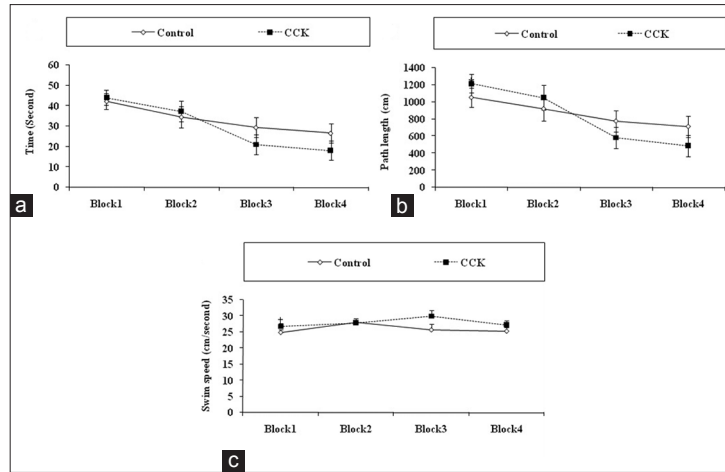 Control CCK
60
50
40
30
20
10
0
Time (Second)
Block1 Block2 Block3 Block4
a
Control CCK
1400
1200
1000
800
600
400
200
0
Path length (cm)
Block1 Block2 Block3 Block4
b
Control CCK
35
30
25
20
15
10
5
0
Swim speed (cm/second)
Block1 Block2 Block3 Block4
c